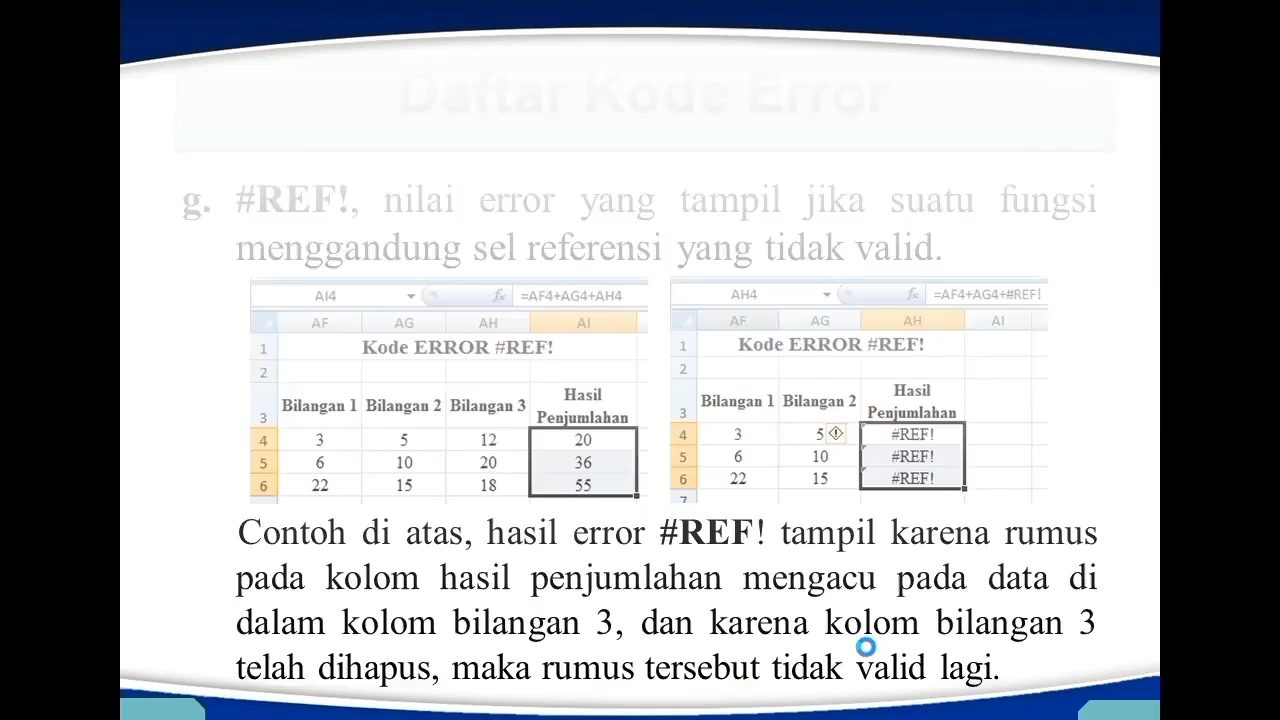 Daftar Kode Error
g. #REF!, nilai error yang tampil jika suatu fungsi
menggandung sel referensi yang tidak valid.
AI4 fx =AF4+AG4+AH4
AF AG AH AI
1 Kode ERROR #REF!
2
3 Bilangan 1 Bilangan 2 Bilangan 3 Hasil Penjumlahan
4 3 5 12 20
5 6 10 20 36
6 22 15 18 55
AH4 fx =AF4+AG4+#REF!
AF AG AH AI
1 Kode ERROR #REF!
2
3 Bilangan 1 Bilangan 2 Hasil Penjumlahan
4 3 5 #REF!
5 6 10 #REF!
6 22 15 #REF!
7
Contoh di atas, hasil error #REF! tampil karena rumus
pada kolom hasil penjumlahan mengacu pada data di
dalam kolom bilangan 3, dan karena kolom bilangan 3
telah dihapus, maka rumus tersebut tidak valid lagi.